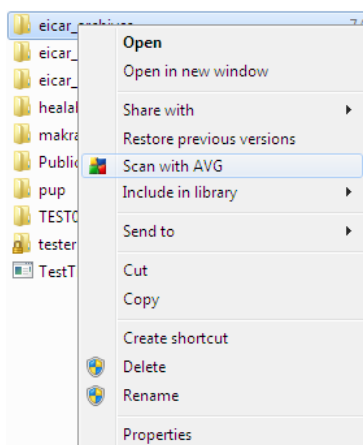 eicar_archives
eicar_
eicar_
heala
makra
Public
pup
TEST0
tester
TestT
Open
Open in new window
Share with
Restore previous versions
Scan with AVG
Include in library
Send to
Cut
Copy
Create shortcut
Delete
Rename
Properties